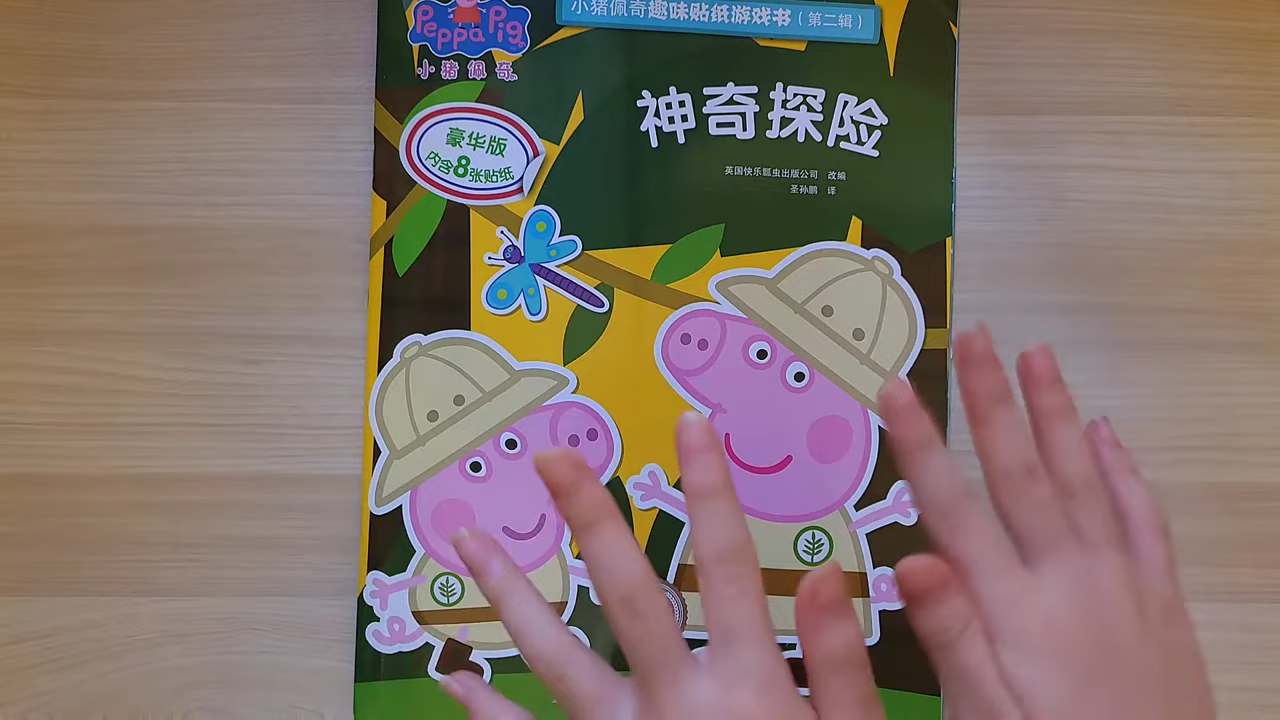 Peppa Pig
小猪佩奇
小猪佩奇趣味贴纸游戏书（第二辑）
神奇探险
豪华版
内含8张贴纸
英国快乐瓢虫出版公司 改编
圣孙鹏 译